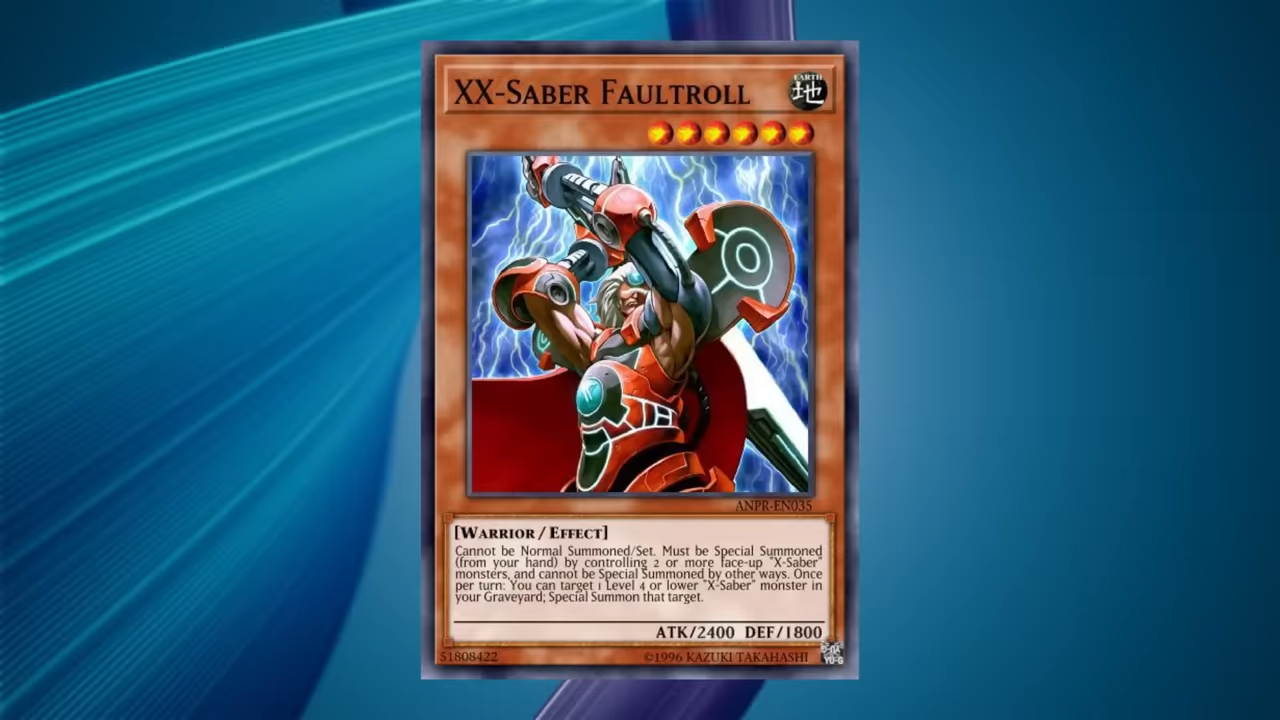 XX-Saber Faultroll
EARTH
地
ANPR-EN035
[Warrior / Effect]
Cannot be Normal Summoned/Set. Must be Special Summoned
(from your hand) by controlling 2 or more face-up "X-Saber"
monsters, and cannot be Special Summoned by other ways. Once
per turn: You can target 1 Level 4 or lower "X-Saber" monster in
your Graveyard; Special Summon that target.
ATK/2400 DEF/1800
51808422
©1996 KAZUKI TAKAHASHI